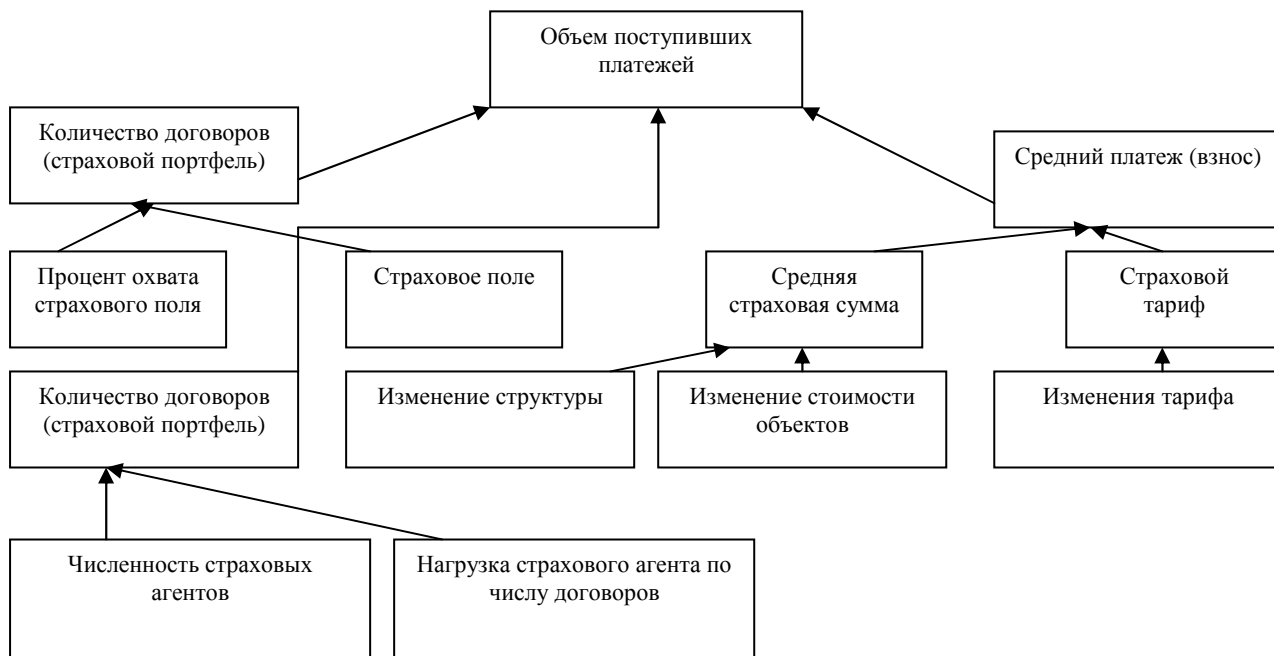 Объем поступивших
платежей
Количество договоров
(страховой портфель)
Средний платеж (взнос)
Процент охвата
страхового поля
Страховое поле
Средняя
страховая сумма
Страховой
тариф
Количество договоров
(страховой портфель)
Изменение структуры
Изменение стоимости
объектов
Изменения тарифа
Численность страховых
агентов
Нагрузка страхового агента по
числу договоров